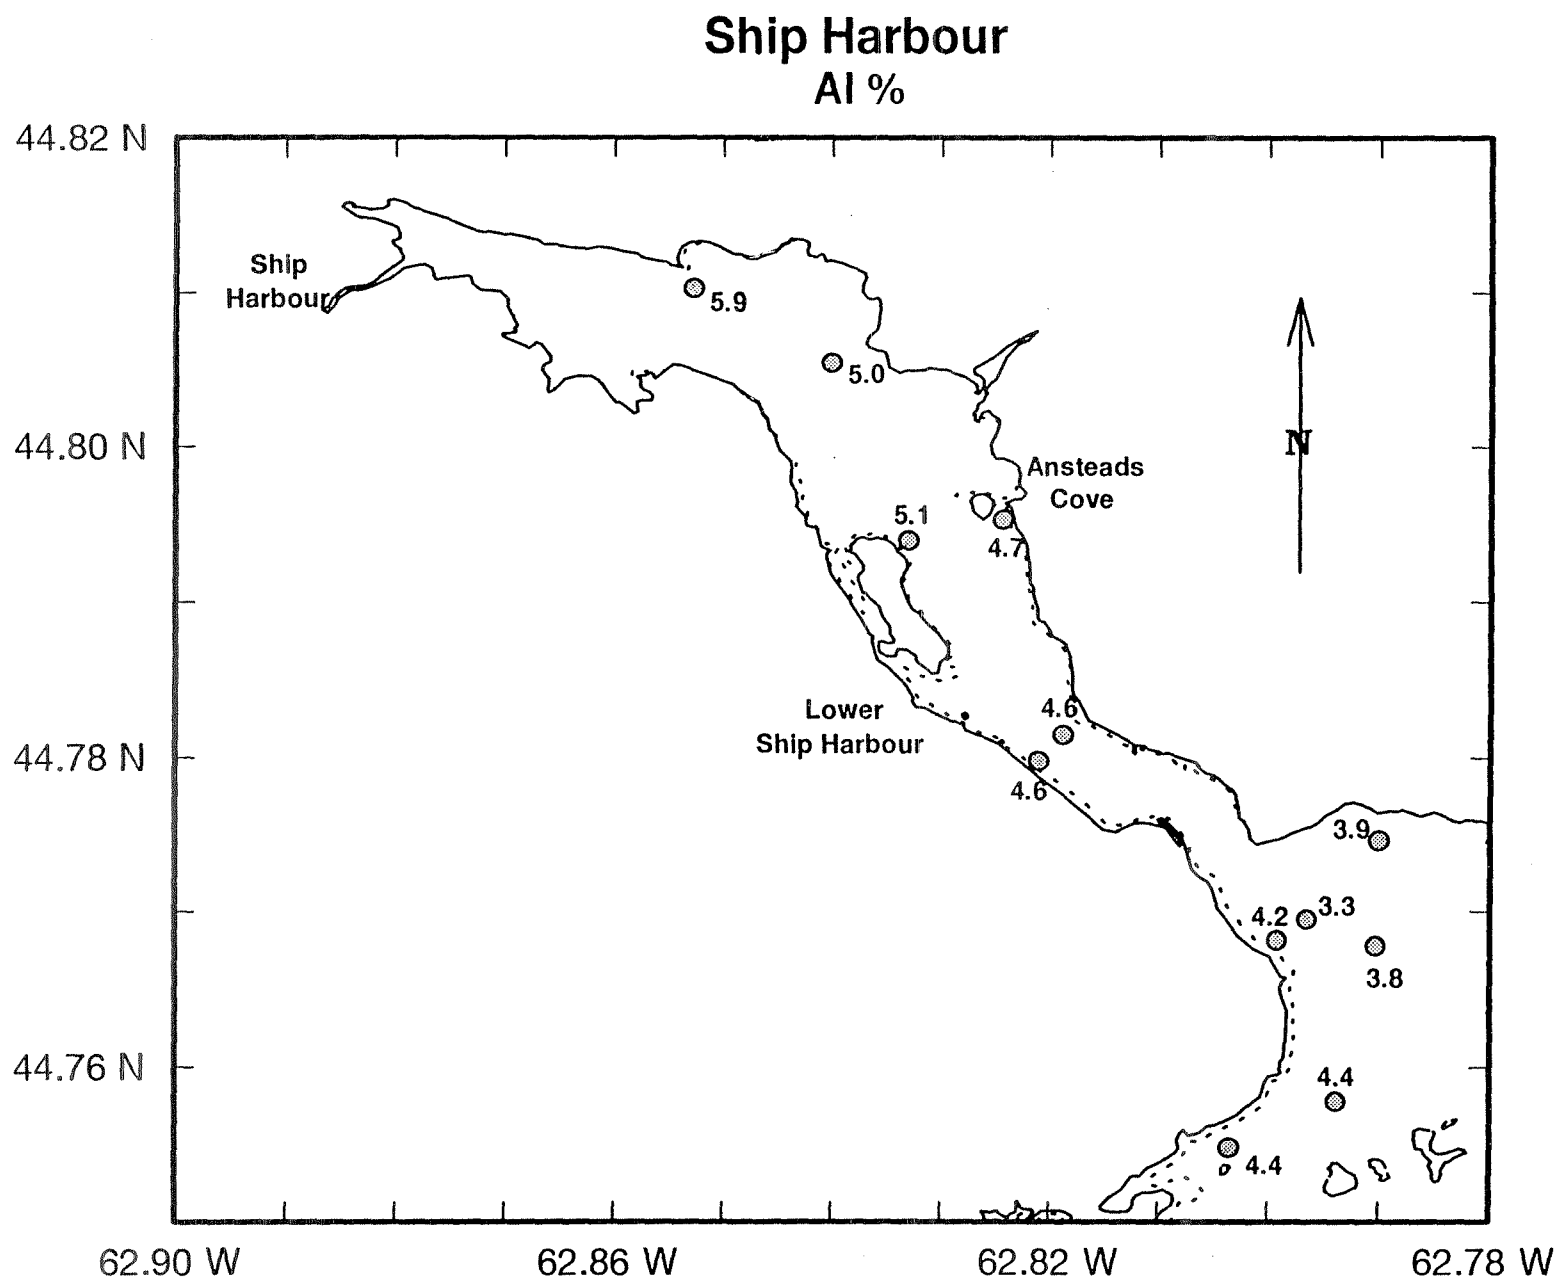 Ship Harbour
Al %
44.82 N
Ship
Harbour
5.9
5.0
44.80 N
N
Ansteads
Cove
5.1
4.7
Lower
Ship Harbour
4.6
44.78 N
4.6
3.9
4.2
3.3
3.8
44.76 N
4.4
4.4
62.90 W
62.86 W
62.82 W
62.78 W